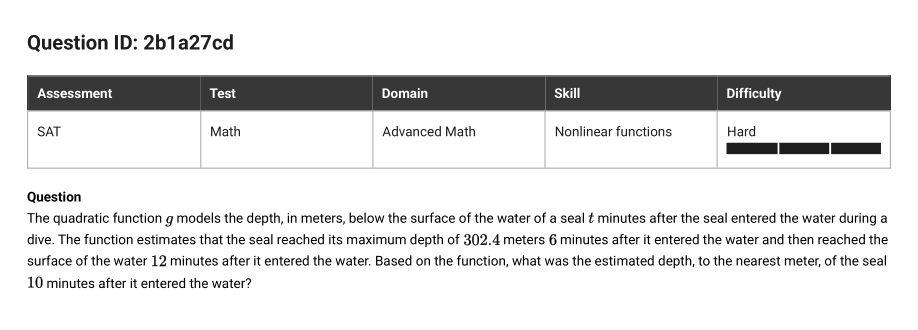 Question ID: 2b1a27cd
Assessment Test Domain Skill Difficulty
SAT Math Advanced Math Nonlinear functions Hard
Question
The quadratic function g models the depth, in meters, below the surface of the water of a seal t minutes after the seal entered the water during a
dive. The function estimates that the seal reached its maximum depth of 302.4 meters 6 minutes after it entered the water and then reached the
surface of the water 12 minutes after it entered the water. Based on the function, what was the estimated depth, to the nearest meter, of the seal
10 minutes after it entered the water?